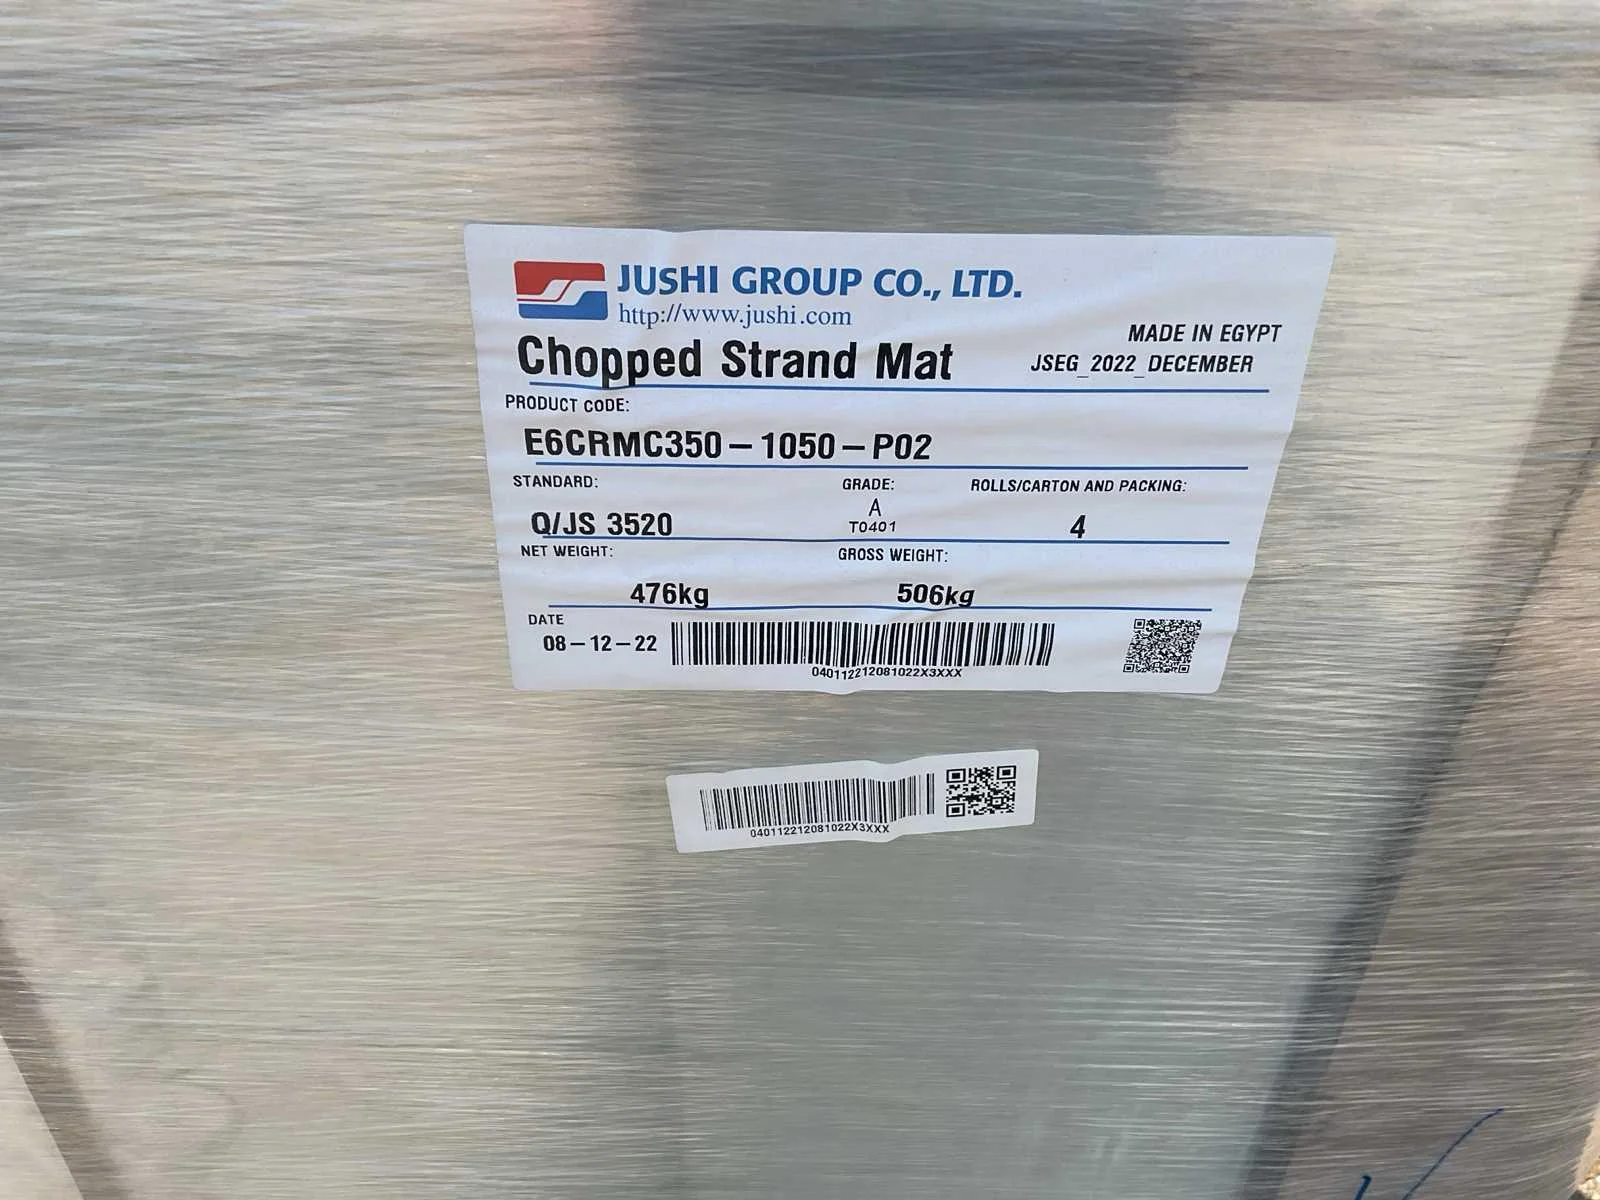 JUSHI GROUP CO., LTD.
http://www.jushi.com
MADE IN EGYPT
Chopped Strand Mat
JSEG_2022_DECEMBER
PRODUCT CODE:
E6CRMC350-1050-P02
STANDARD:
GRADE:
ROLLS/CARTON AND PACKING:
Q/JS 3520
A
T0401
4
NET WEIGHT:
GROSS WEIGHT:
476kg
506kg
DATE
08-12-22
040112212081022X3XXX
040112212081022X3XXX